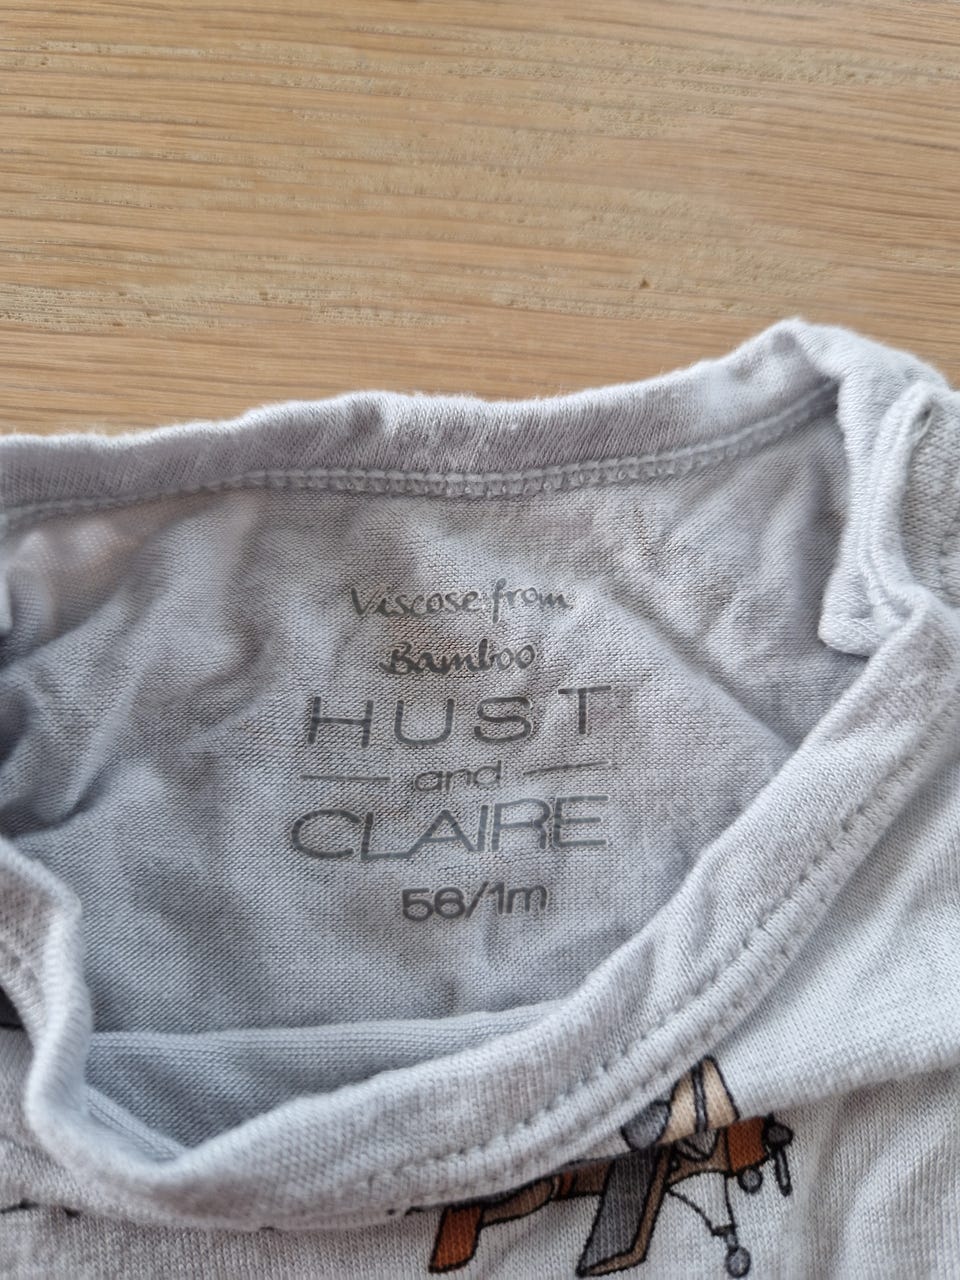 Viscose from
Bamboo
HUST
and
CLAIRE
56/1m